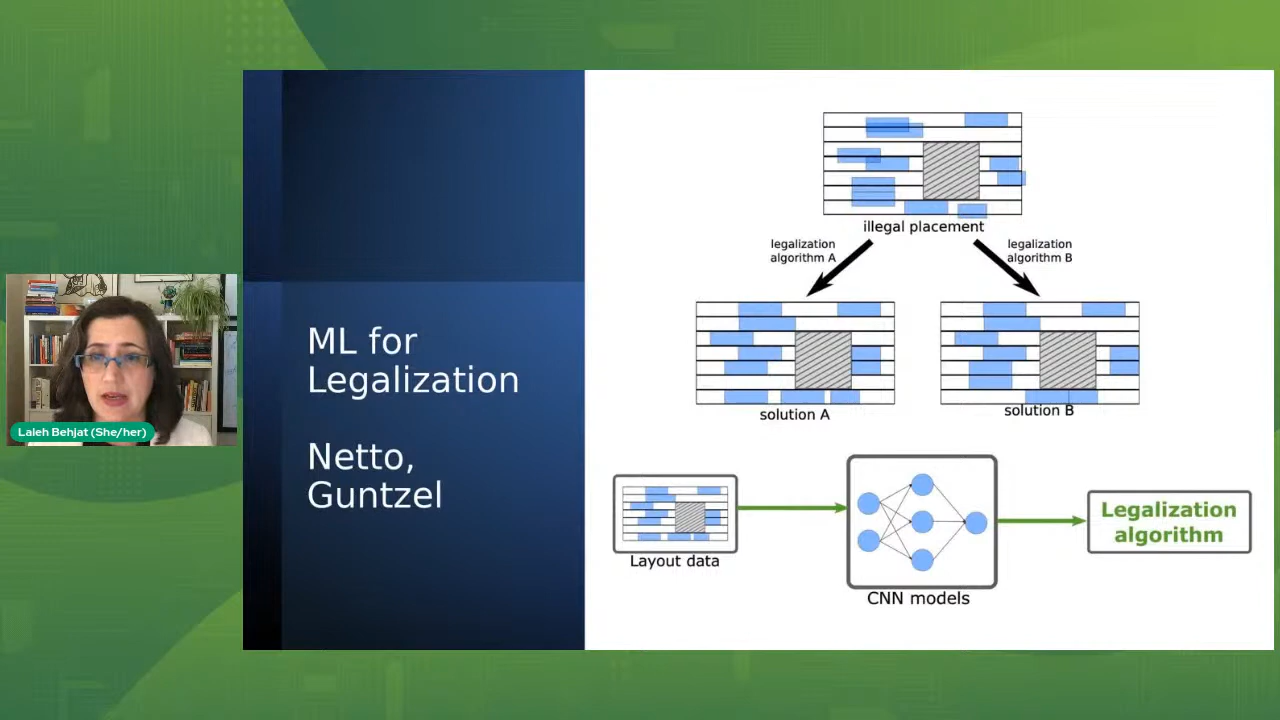 ML for
Legalization
Netto,
Guntzel
illegal placement
legalization
algorithm A
legalization
algorithm B
solution A
solution B
Layout data
CNN models
Legalization
algorithm
Laleh Behjat (She/her)